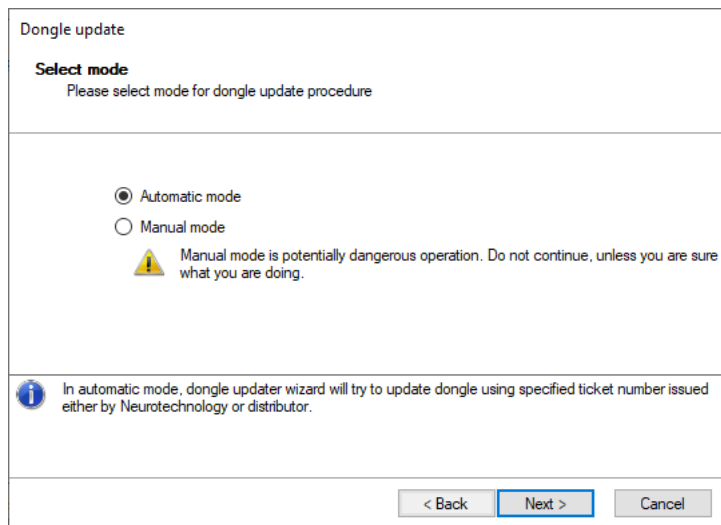 Dongle update
Select mode
Please select mode for dongle update procedure
Automatic mode
Manual mode
Manual mode is potentially dangerous operation. Do not continue, unless you are sure
what you are doing.
In automatic mode, dongle updater wizard will try to update dongle using specified ticket number issued
either by Neurotechnology or distributor.
< Back
Next >
Cancel